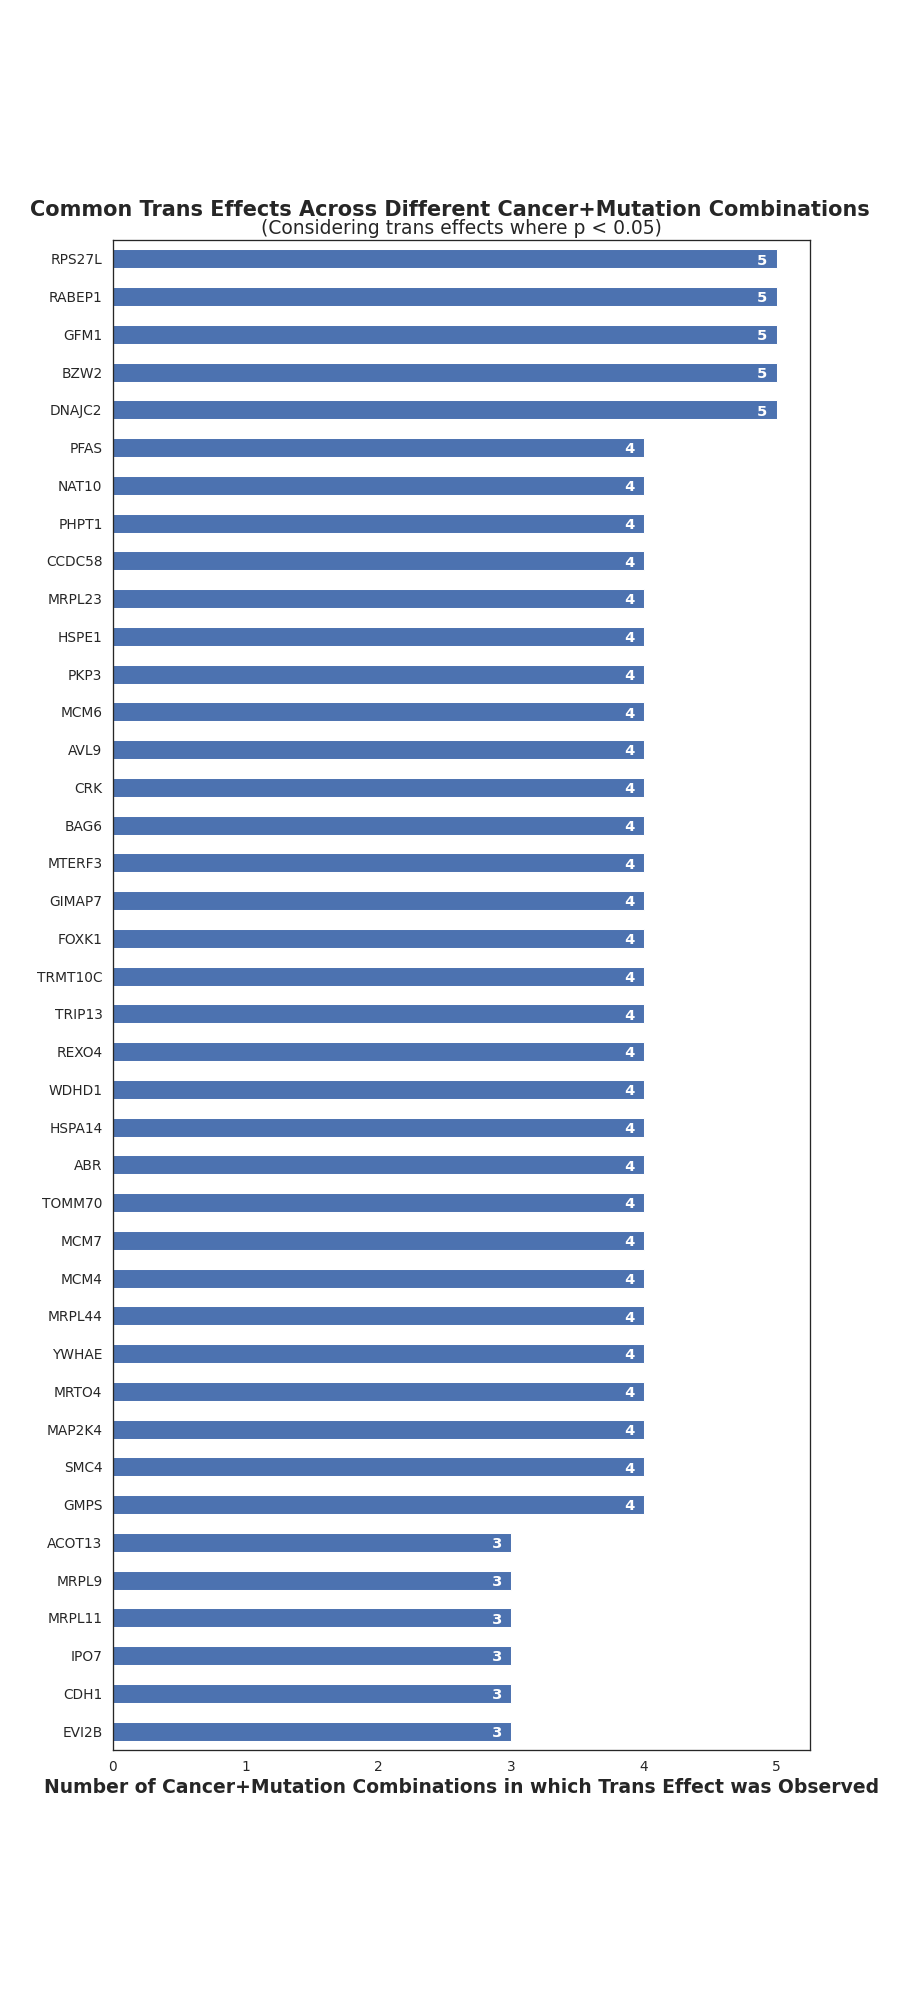 Common Trans Effects Across Different Cancer+Mutation Combinations
(Considering trans effects where p < 0.05)
RPS27L 5
RABEP1 5
GFM1 5
BZW2 5
DNAJC2 5
PFAS 4
NAT10 4
PHPT1 4
CCDC58 4
MRPL23 4
HSPE1 4
PKP3 4
MCM6 4
AVL9 4
CRK 4
BAG6 4
MTERF3 4
GIMAP7 4
FOXK1 4
TRMT10C 4
TRIP13 4
REXO4 4
WDHD1 4
HSPA14 4
ABR 4
TOMM70 4
MCM7 4
MCM4 4
MRPL44 4
YWHAE 4
MRTO4 4
MAP2K4 4
SMC4 4
GMPS 4
ACOT13 3
MRPL9 3
MRPL11 3
IPO7 3
CDH1 3
EVI2B 3
0 1 2 3 4 5
Number of Cancer+Mutation Combinations in which Trans Effect was Observed